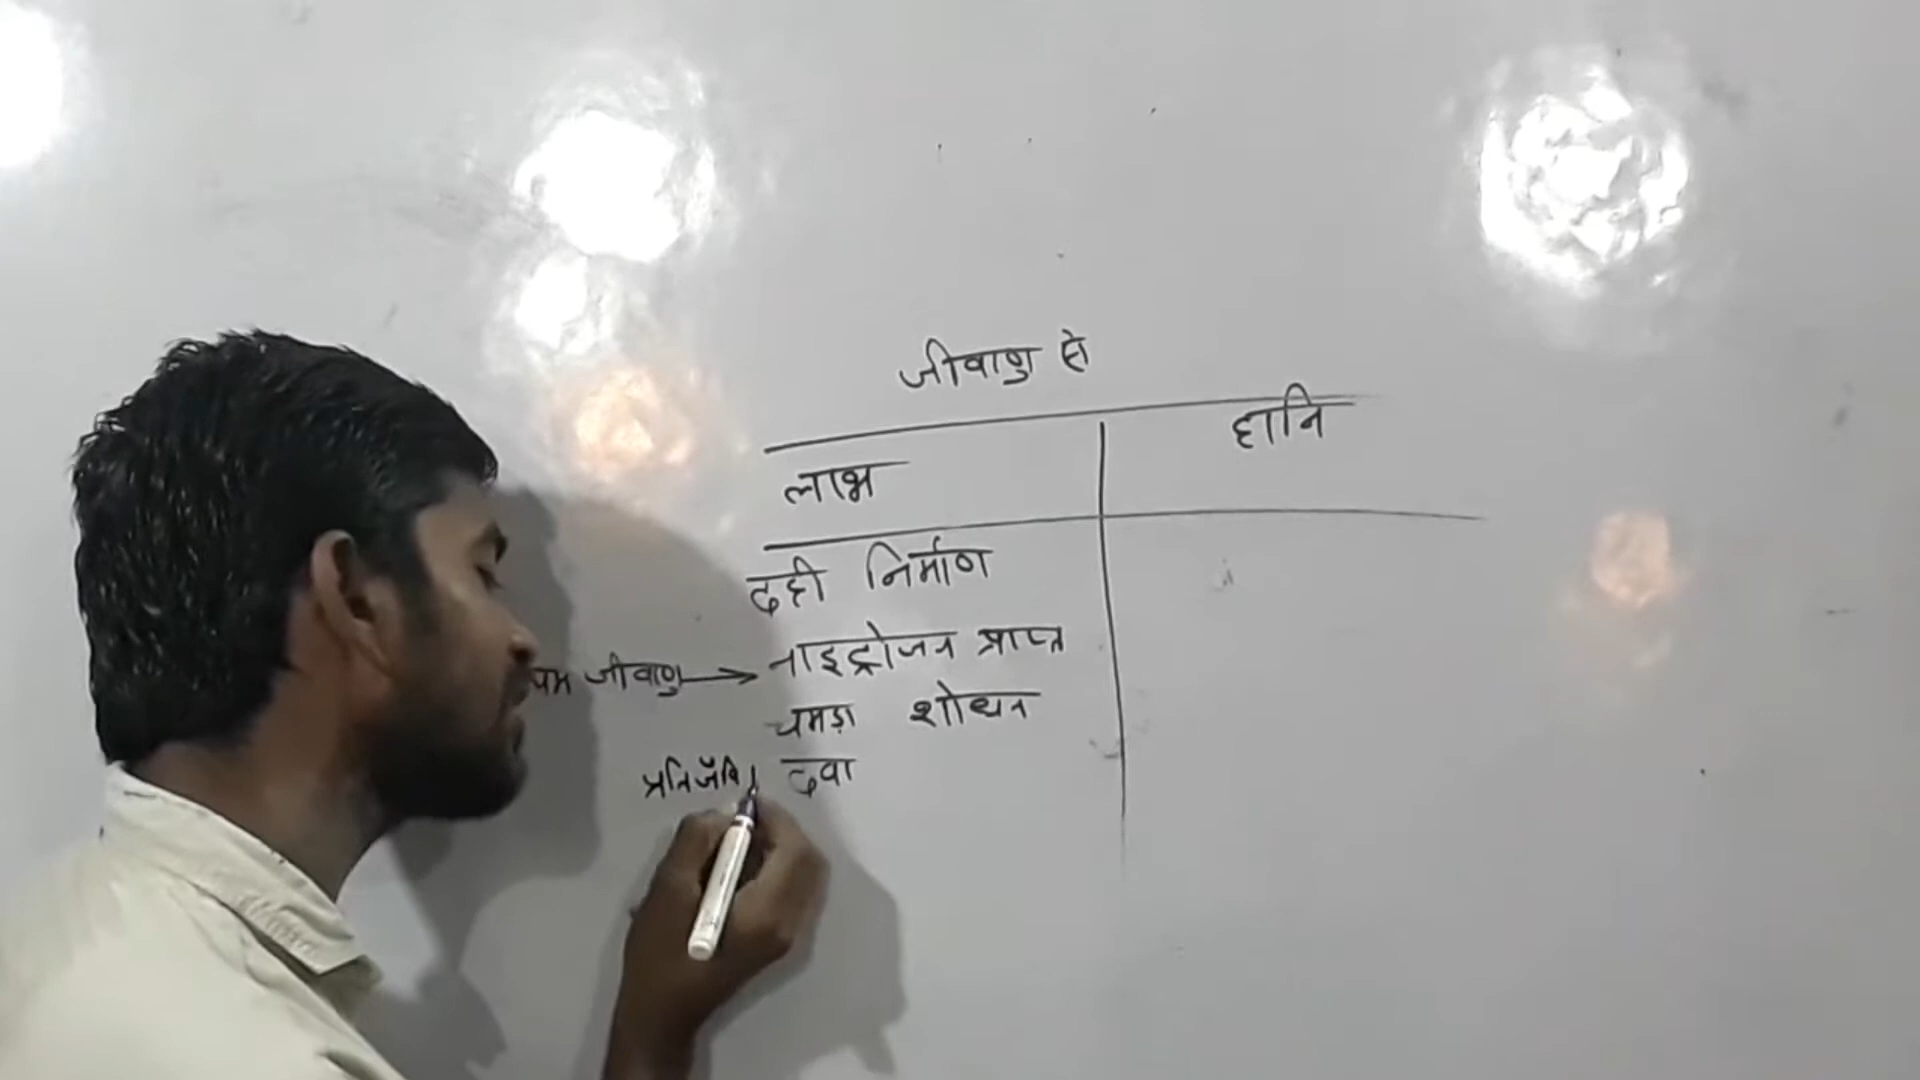 जीवाणु से
लाभ हानि
दही निर्माण
जीवाणु → नाइट्रोजन प्राप्त
चमड़ा शोधन
दवा